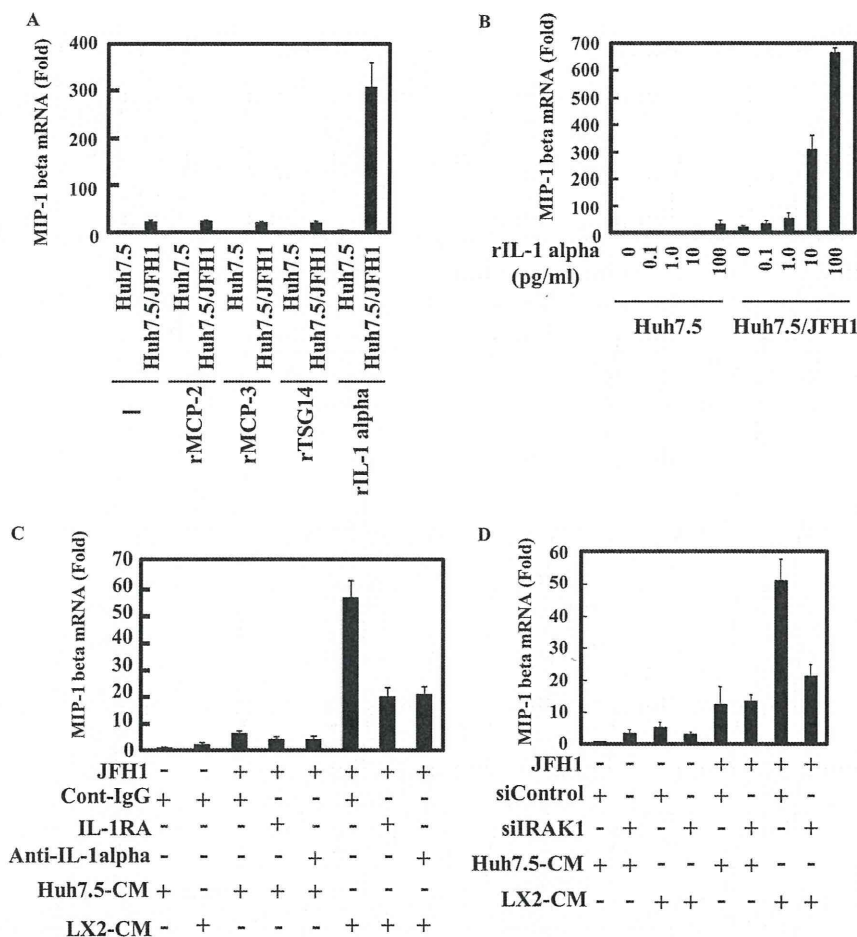 A
MIP-1 beta mRNA (Fold)
400
300
200
100
0
Huh7.5
Huh7.5/JFH1
Huh7.5
Huh7.5/JFH1
Huh7.5
Huh7.5/JFH1
Huh7.5
Huh7.5/JFH1
Huh7.5
Huh7.5/JFH1
—
rMCP-2
rMCP-3
rTSG14
rIL-1 alpha
B
MIP-1 beta mRNA (Fold)
700
600
500
400
300
200
100
0
rIL-1 alpha
(pg/ml)
0 0.1 1.0 10 100 0 0.1 1.0 10 100
Huh7.5 Huh7.5/JFH1
C
MIP-1 beta mRNA (Fold)
70
60
50
40
30
20
10
0
JFH1 - - + + + + + +
Cont-IgG + + + - - + - -
IL-1RA - - - + - - + -
Anti-IL-1alpha - - - - + - - +
Huh7.5-CM + - + + + - - -
LX2-CM - + - - - + + +
D
MIP-1 beta mRNA (Fold)
60
50
40
30
20
10
0
JFH1 - - - - + + + +
siControl + - + - + - + -
siIRAK1 - + - + - + - +
Huh7.5-CM + + - - + + - -
LX2-CM - - + + - - + +